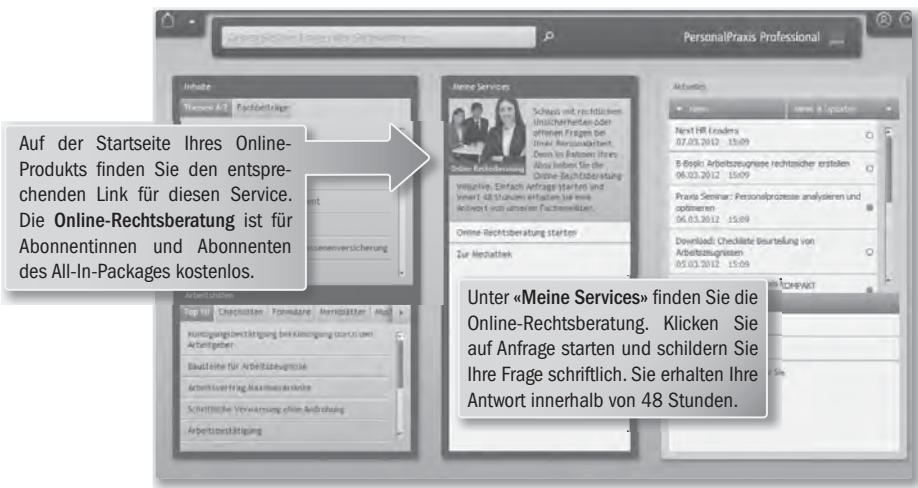 PersonalPraxis Professional
Inhalte
Themen A-Z Fachbeiträge
Auf der Startseite Ihres Online-
Produkts finden Sie den entspre-
chenden Link für diesen Service.
Die Online-Rechtsberatung ist für
Abonnentinnen und Abonnenten
des All-In-Packages kostenlos.
Arbeitshilfen
Top 10 Checklisten Formulare Merkblätter
Kündigungsbestätigung bei Kündigung durch den
Arbeitgeber
Bausteine für Arbeitszeugnisse
Arbeitsvertrag
Schriftliche Verwarnung ohne Androhung
Arbeitsbestätigung
Meine Services
Schluss mit rechtlichen
Unsicherheiten oder
offenen Fragen bei
Ihrer Personalarbeit.
Denn im Rahmen Ihres
Abos haben Sie die
Online-Rechtsberatung
inklusive. Einfach Anfrage starten und
innert 48 Stunden erhalten Sie eine
Antwort von unseren
Online Rechtsberatung
Online-Rechtsberatung starten
Zur Mediathek
Unter «Meine Services» finden Sie die
Online-Rechtsberatung. Klicken Sie
auf Anfrage starten und schildern Sie
Ihre Frage schriftlich. Sie erhalten Ihre
Antwort innerhalb von 48 Stunden.
Aktuelles
News News & Updates
Next HR Leaders
07.03.2012 15:09
E-Book: Arbeitszeugnisse rechtssicher erstellen
06.03.2012 15:09
Praxis Seminar: Personalprozesse analysieren und
optimieren
06.03.2012 15:09
Download: Checkliste Beurteilung von
Arbeitszeugnissen
05.03.2012 15:09
KOMPAKT